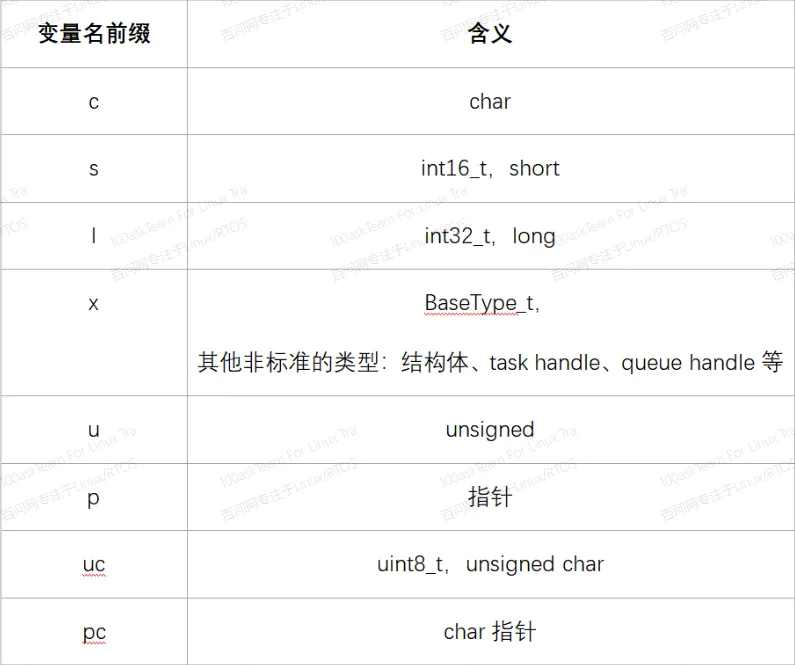 变量名前缀 含义
c char
s int16_t，short
l int32_t，long
x BaseType_t,
其他非标准的类型：结构体、task handle、queue handle 等
u unsigned
p 指针
uc uint8_t，unsigned char
pc char 指针
100askTeam For Linux Tra
百问网专注于Linux/RTOS